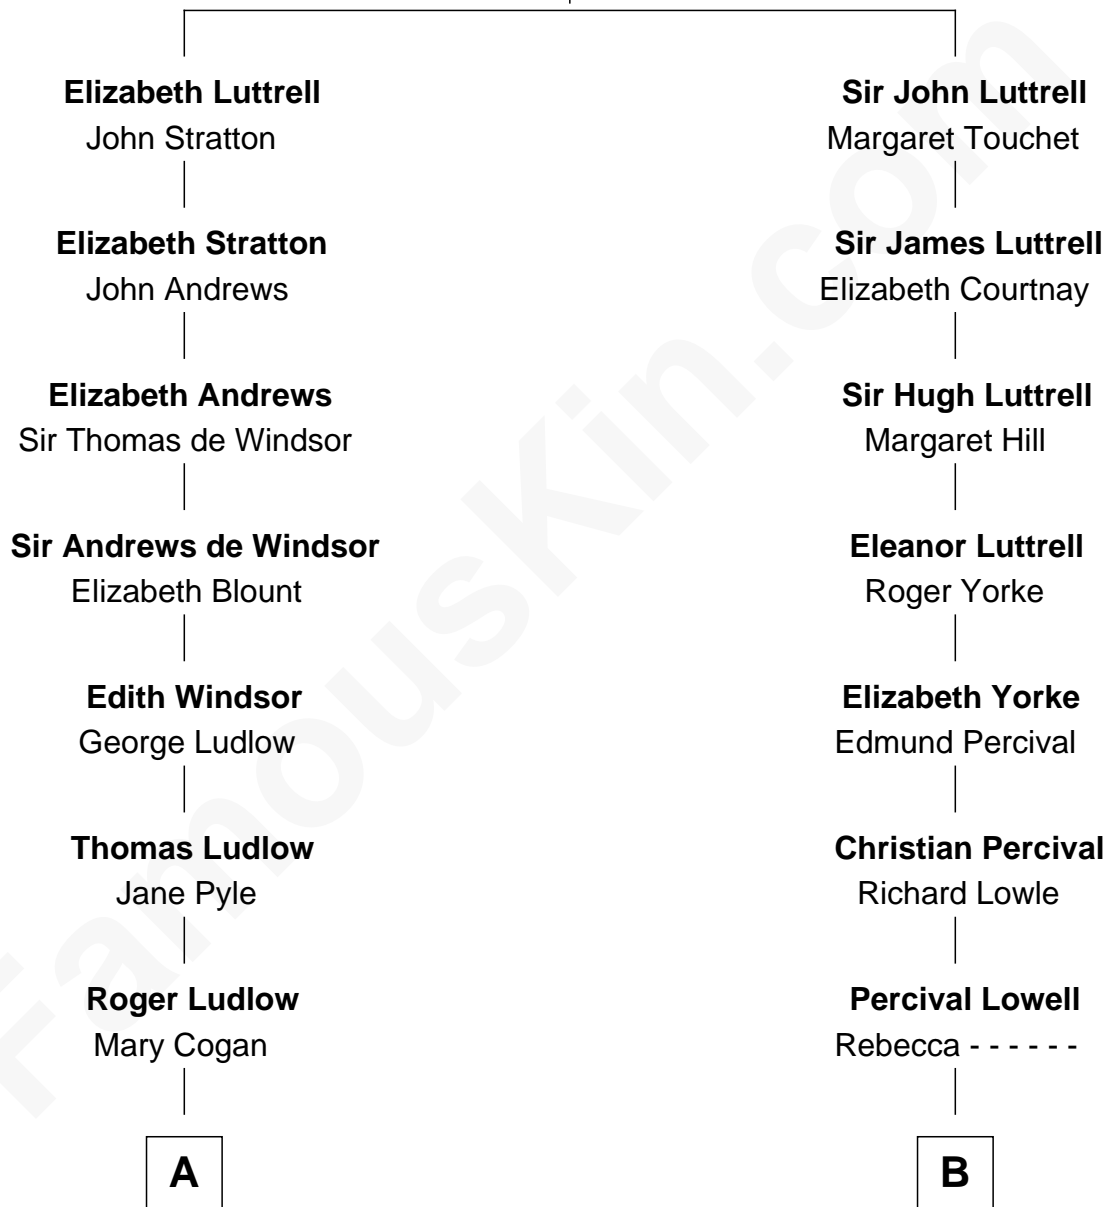 Elizabeth Luttrell
John Stratton
Elizabeth Stratton
John Andrews
Elizabeth Andrews
Sir Thomas de Windsor
Sir Andrews de Windsor
Elizabeth Blount
Edith Windsor
George Ludlow
Thomas Ludlow
Jane Pyle
Roger Ludlow
Mary Cogan
A
Sir John Luttrell
Margaret Touchet
Sir James Luttrell
Elizabeth Courtnay
Sir Hugh Luttrell
Margaret Hill
Eleanor Luttrell
Roger Yorke
Elizabeth Yorke
Edmund Percival
Christian Percival
Richard Lowle
Percival Lowell
Rebecca - - - - - -
B
FamousKin.com